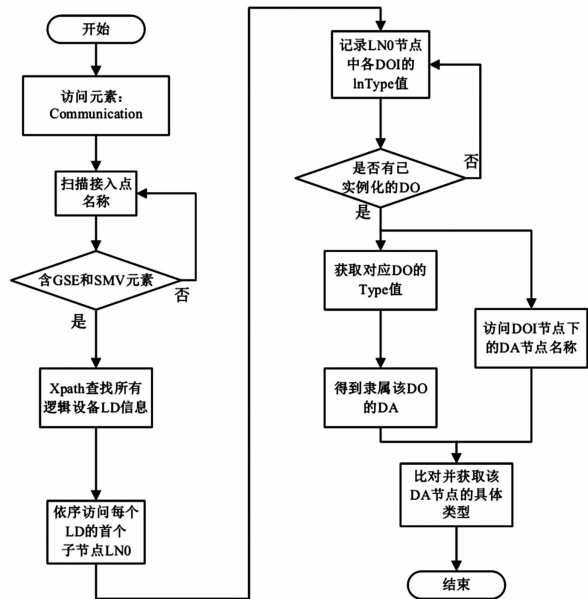 开始
访问元素：
Communication
扫描接入点
名称
含GSE和SMV元素
否
是
Xpath查找所有
逻辑设备LD信息
依序访问每个
LD的首个
子节点LN0
记录LN0节点
中各DOI的
lnType值
是否有已
实例化的DO
否
是
获取对应DO的
Type值
访问DOI节点下
的DA节点名称
得到隶属该DO
的DA
比对并获取该
DA节点的具体
类型
结束